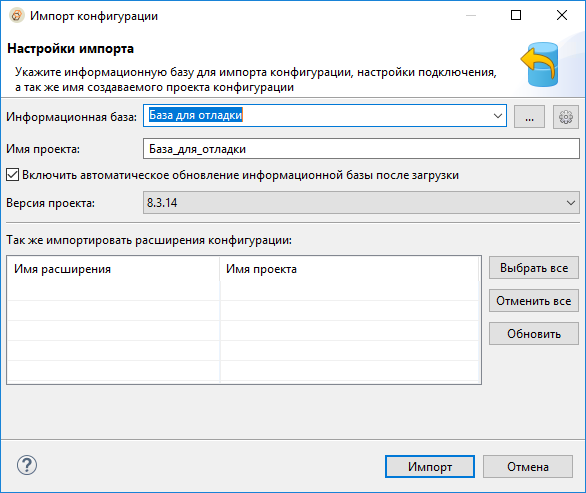 Импорт конфигурации
Настройки импорта
Укажите информационную базу для импорта конфигурации, настройки подключения,
а так же имя создаваемого проекта конфигурации
Информационная база: База для отладки ...
Имя проекта: База_для_отладки
Включить автоматическое обновление информационной базы после загрузки
Версия проекта: 8.3.14
Так же импортировать расширения конфигурации:
Имя расширения Имя проекта
Выбрать все
Отменить все
Обновить
? Импорт Отмена